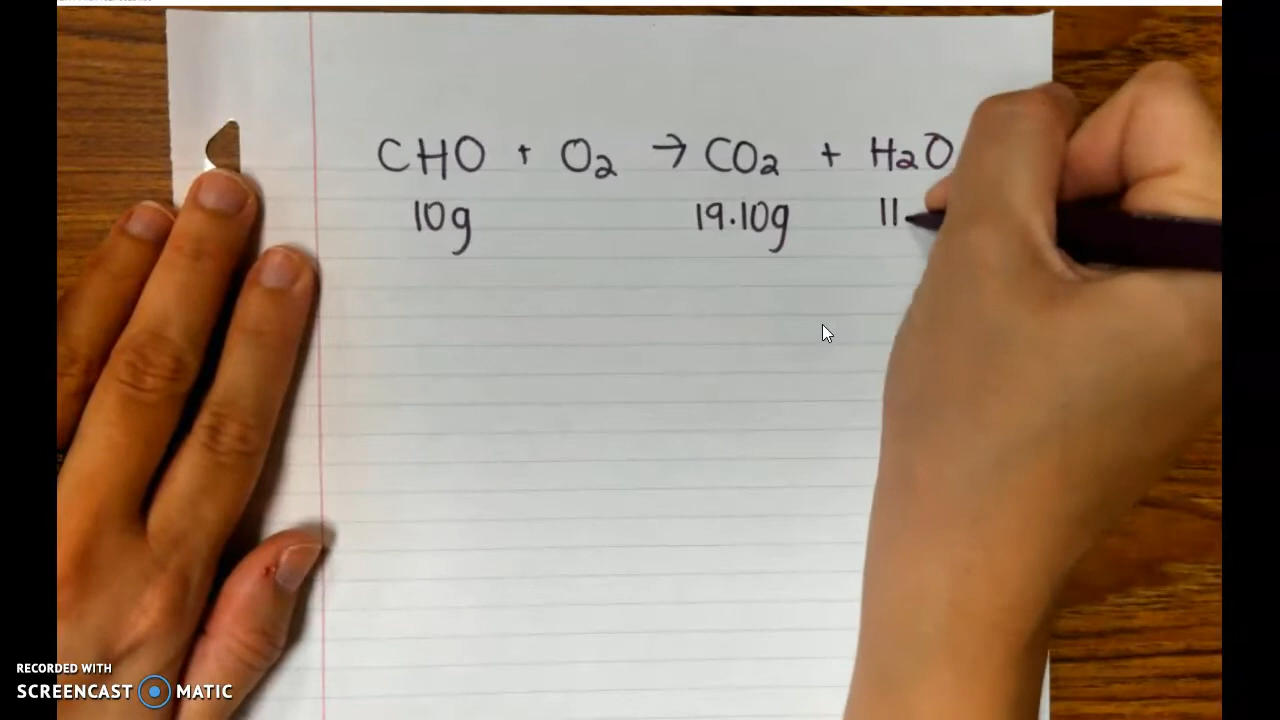 CHO + O₂ → CO₂ + H₂O
10g 19.10g 11
RECORDED WITH
SCREENCAST MATIC